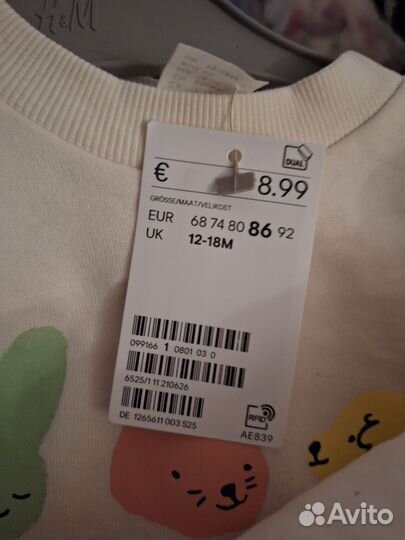 H&M
DUAL
€ 8.99
GRÖSSE/MAAT/VELIKOST
EUR 68 74 80 86 92
UK 12-18M
099166 1 0801 03 0
6525/1 11 210626
DE 1265611 003 S25
RFID
AE839
Avito